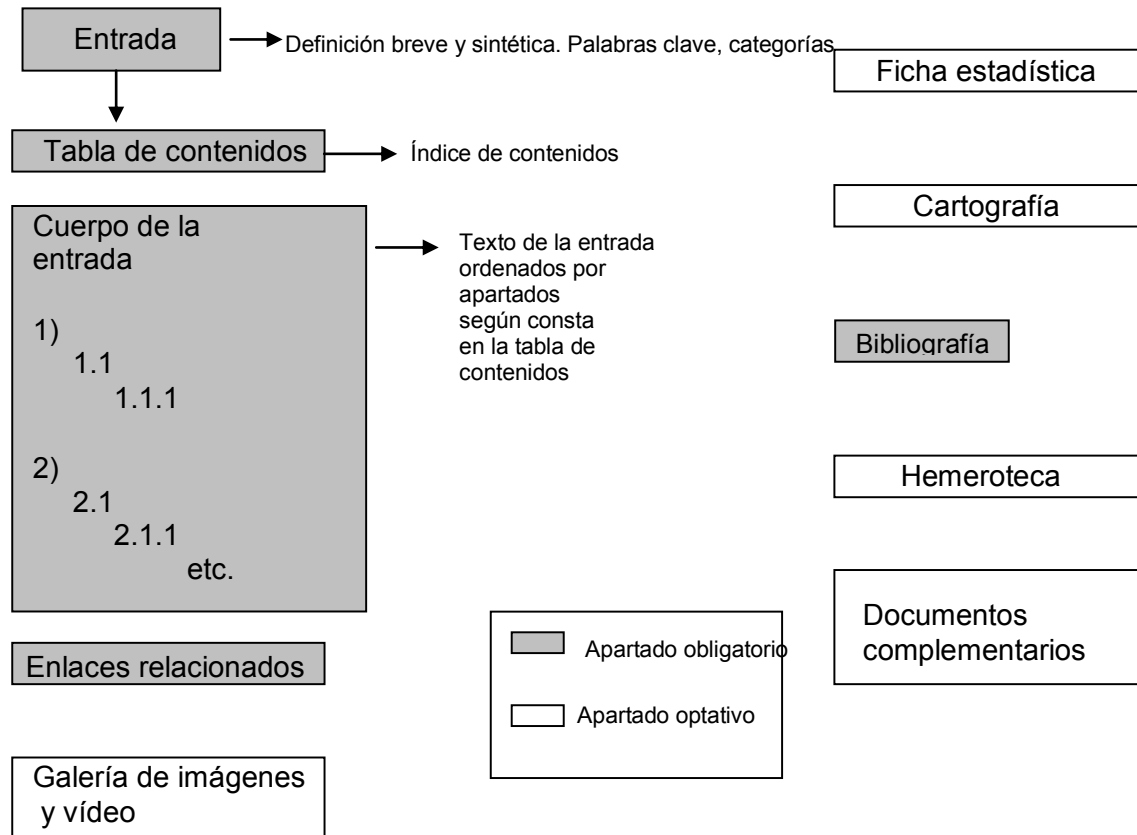 Entrada
Definición breve y sintética. Palabras clave, categorías
Tabla de contenidos
Índice de contenidos
Cuerpo de la
entrada
1)
1.1
1.1.1
2)
2.1
2.1.1
etc.
Texto de la entrada
ordenados por
apartados
según consta
en la tabla de
contenidos
Enlaces relacionados
Galería de imágenes
y vídeo
Apartado obligatorio
Apartado optativo
Ficha estadística
Cartografía
Bibliografía
Hemeroteca
Documentos
complementarios